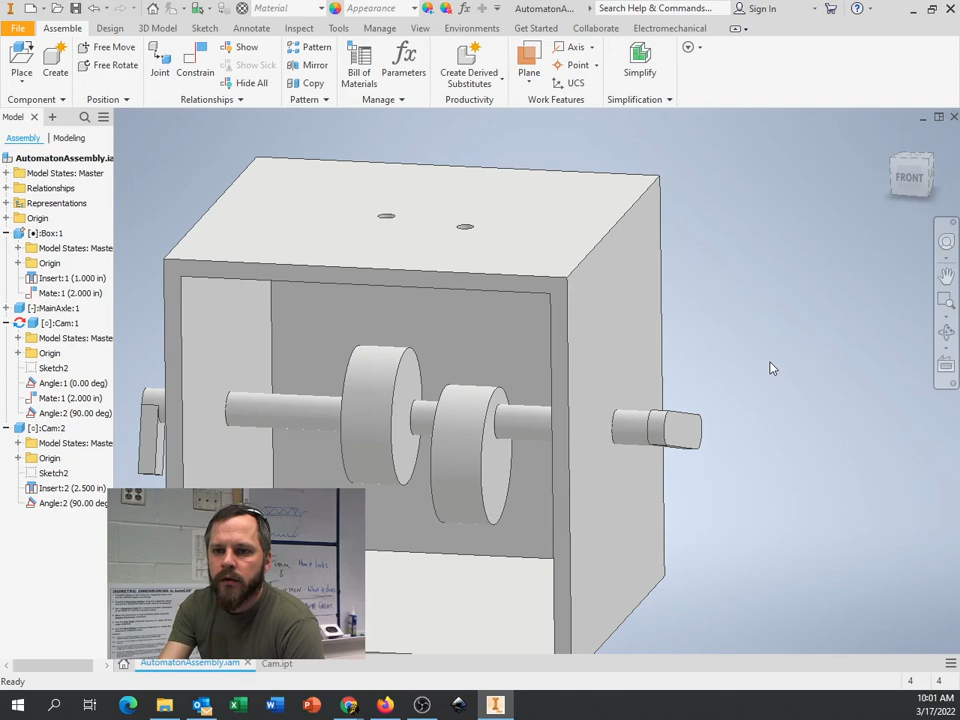 Material
Appearance
AutomatonA...
Search Help & Commands...
Sign In
File
Assemble
Design
3D Model
Sketch
Annotate
Inspect
Tools
Manage
View
Environments
Get Started
Collaborate
Electromechanical
Place
Create
Free Move
Free Rotate
Joint
Constrain
Show
Show Sick
Hide All
Pattern
Mirror
Copy
Bill of
Materials
fx
Parameters
Create Derived
Substitutes
Plane
Axis
Point
UCS
Simplify
Component
Position
Relationships
Pattern
Manage
Productivity
Work Features
Simplification
Model
Assembly
Modeling
AutomatonAssembly.ia
Model States: Master
Relationships
Representations
Origin
[•]:Box:1
Model States: Mast
Origin
Insert:1 (1.000 in)
Mate:1 (2.000 in)
[-]:MainAxle:1
[○]:Cam:1
Model States: Mast
Origin
Sketch2
Angle:1 (0.00 deg)
Mate:1 (2.000 in)
Angle:2 (90.00 deg
[○]:Cam:2
Model States: Mast
Origin
Sketch2
Insert:2 (2.500 in)
Angle:2 (90.00 deg
FRONT
AutomatonAssembly.iam
Cam.ipt
Ready
4
4
10:01 AM
3/17/2022